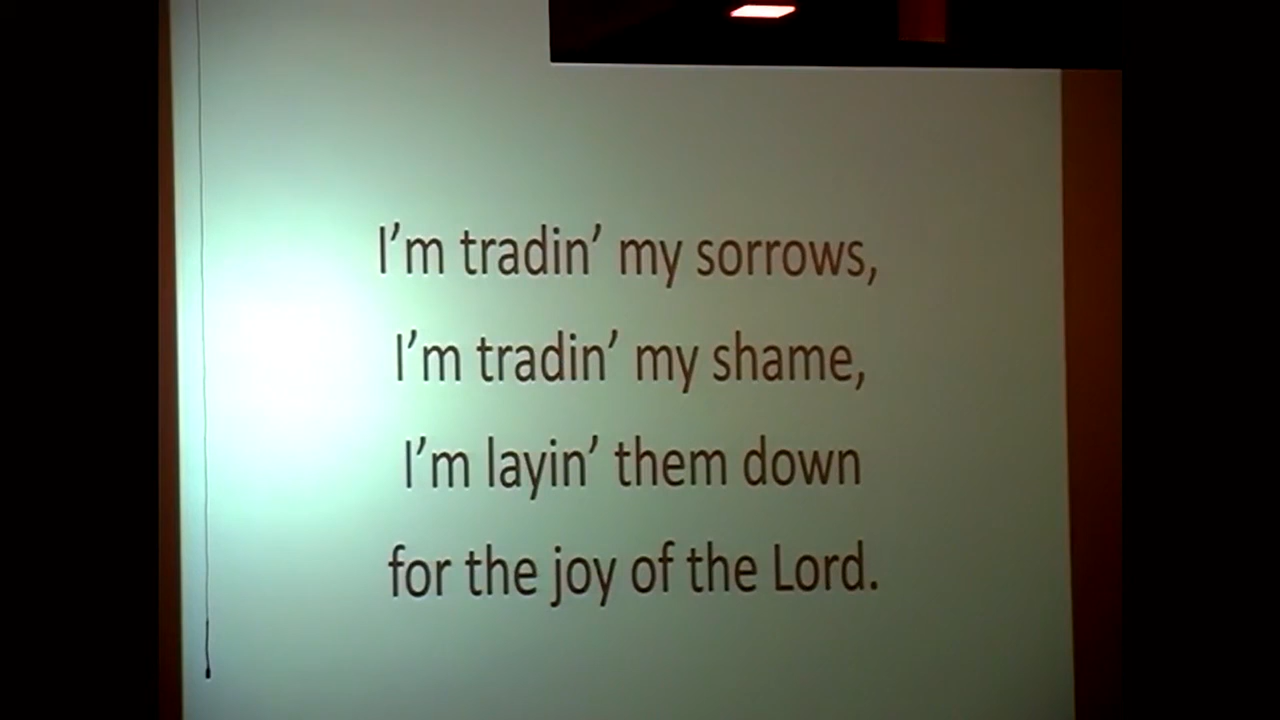 I’m tradin’ my sorrows,
I’m tradin’ my shame,
I’m layin’ them down
for the joy of the Lord.